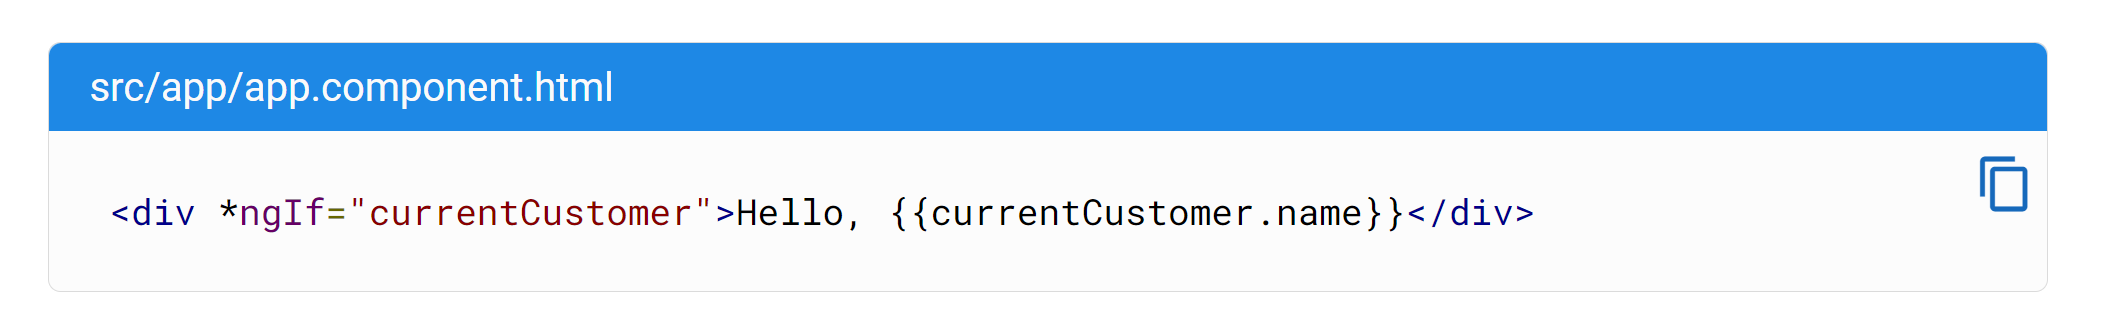 src/app/app.component.html
<div *ngIf="currentCustomer">Hello, {{currentCustomer.name}}</div>